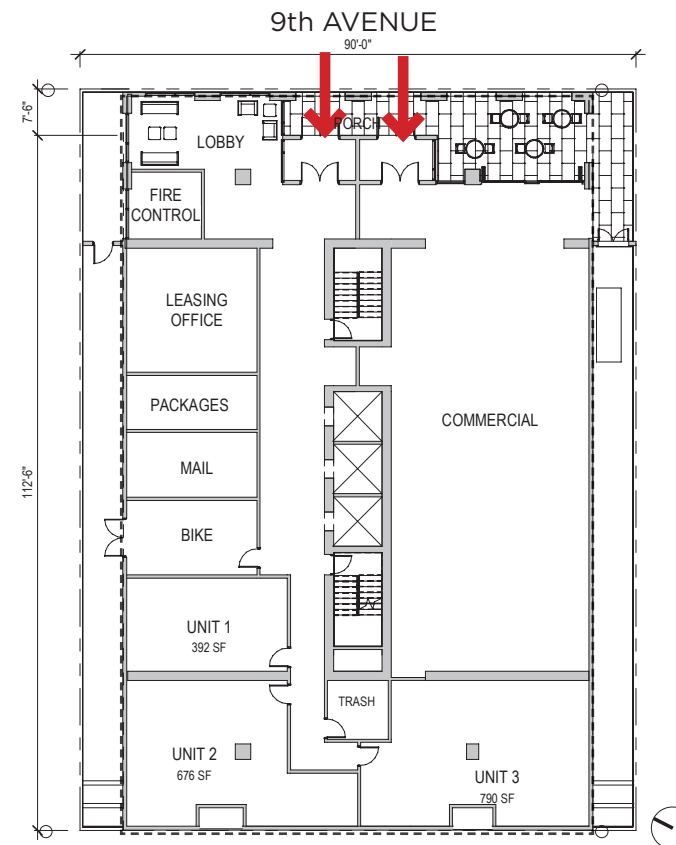 9th AVENUE
90'-0"
7'-6"
PORCH
LOBBY
FIRE
CONTROL
LEASING
OFFICE
PACKAGES
COMMERCIAL
MAIL
112'-6"
BIKE
UNIT 1
392 SF
TRASH
UNIT 2
676 SF
UNIT 3
790 SF